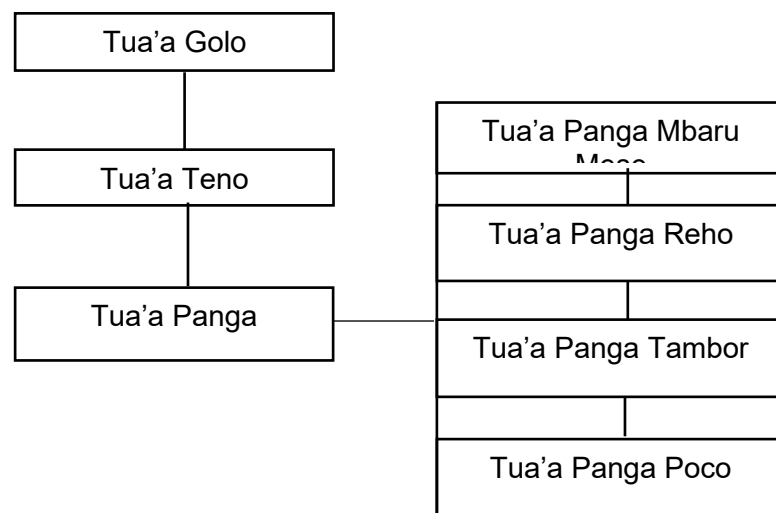 Tua’a Golo
Tua’a Teno
Tua’a Panga
Tua’a Panga Mbaru
Tua’a Panga Reho
Tua’a Panga Tambor
Tua’a Panga Poco